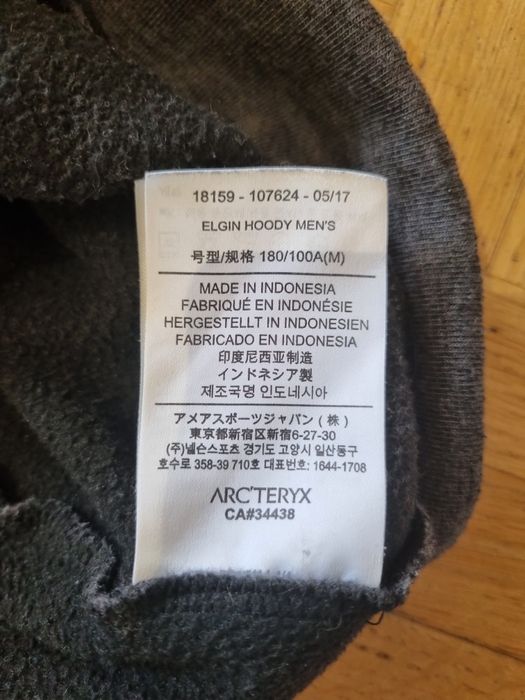 18159 - 107624 - 05/17
ELGIN HOODY MEN'S
号型/规格 180/100A(M)
MADE IN INDONESIA
FABRIQUÉ EN INDONÉSIE
HERGESTELLT IN INDONESIEN
FABRICADO EN INDONESIA
印度尼西亚制造
インドネシア製
제조국명 인도네시아
アメアスポーツジャパン(株)
東京都新宿区新宿6-27-30
(주)넬슨스포츠 경기도 고양시 일산동구
호수로 358-39 710호 대표번호: 1644-1708
ARC'TERYX
CA#34438